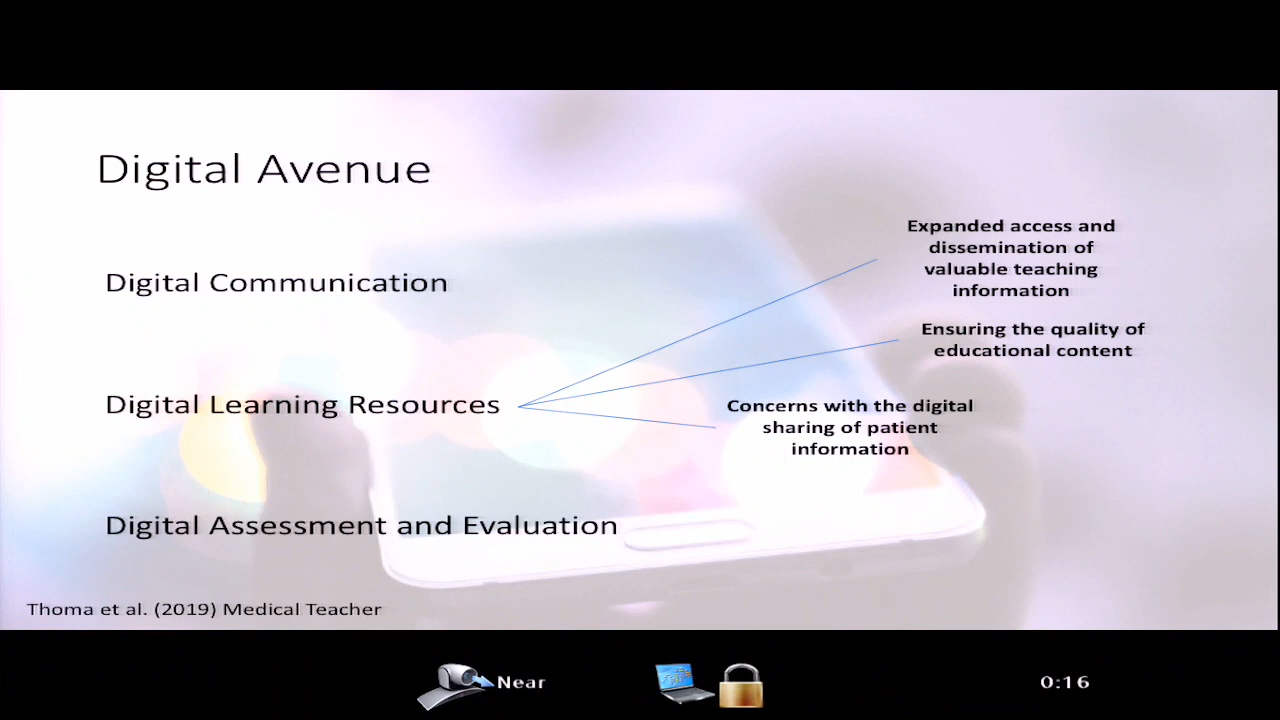 Digital Avenue
Digital Communication
Expanded access and
dissemination of
valuable teaching
information
Ensuring the quality of
educational content
Digital Learning Resources
Concerns with the digital
sharing of patient
information
Digital Assessment and Evaluation
Thoma et al. (2019) Medical Teacher
Near
0:16